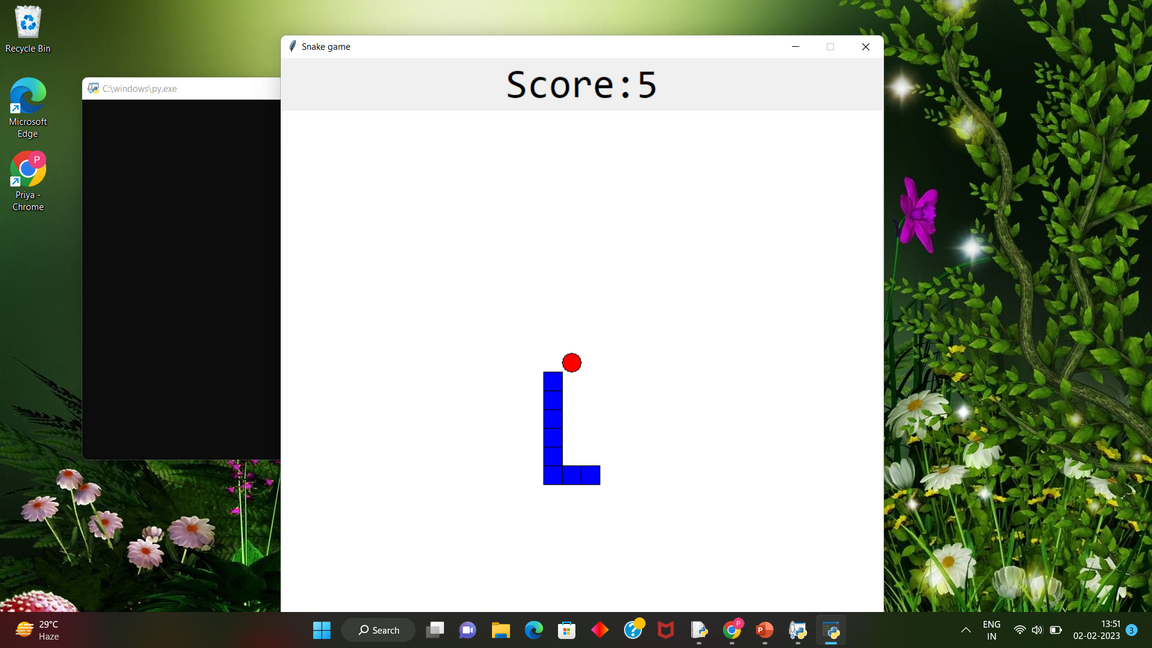 Recycle Bin
Microsoft
Edge
P
Priya -
Chrome
C:\windows\py.exe
Snake game
Score:5
29°C
Haze
Search
P
P
ENG
IN
13:51
02-02-2023
3